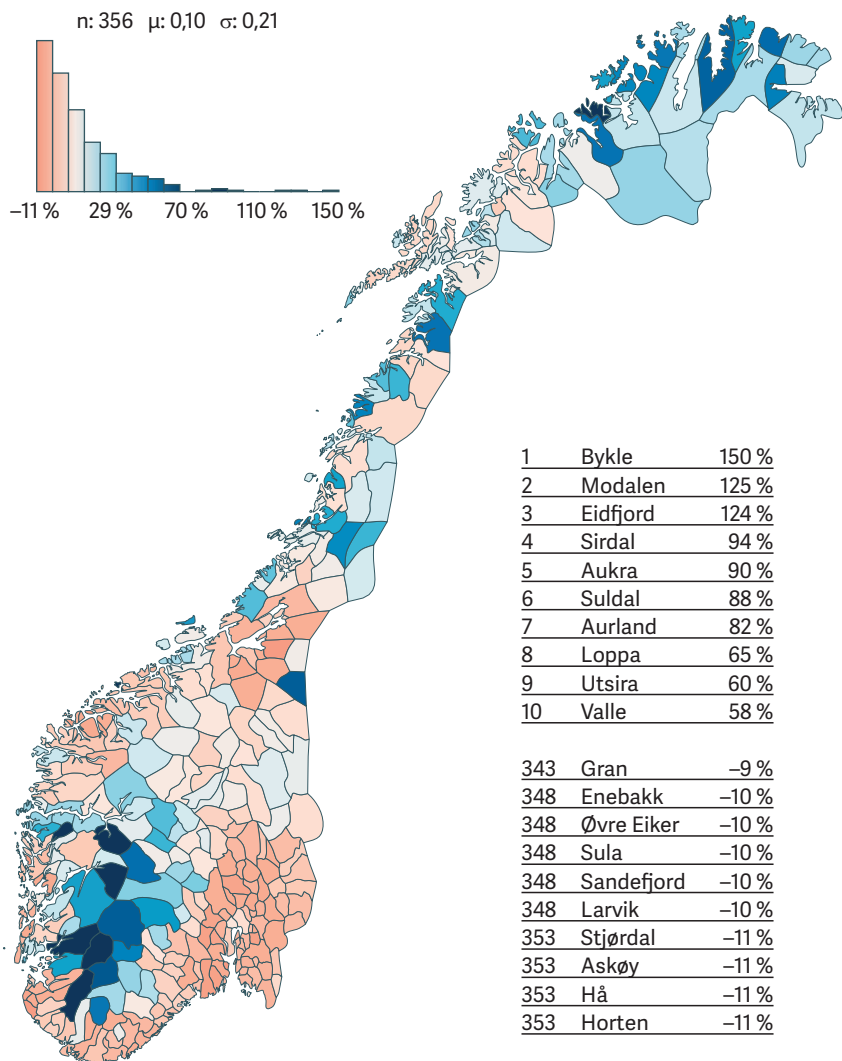 n: 356 μ: 0,10 σ: 0,21
–11 % 29 % 70 % 110 % 150 %
1 Bykle 150 %
2 Modalen 125 %
3 Eidfjord 124 %
4 Sirdal 94 %
5 Aukra 90 %
6 Suldal 88 %
7 Aurland 82 %
8 Loppa 65 %
9 Utsira 60 %
10 Valle 58 %
343 Gran –9 %
348 Enebakk –10 %
348 Øvre Eiker –10 %
348 Sula –10 %
348 Sandefjord –10 %
348 Larvik –10 %
353 Stjørdal –11 %
353 Askøy –11 %
353 Hå –11 %
353 Horten –11 %